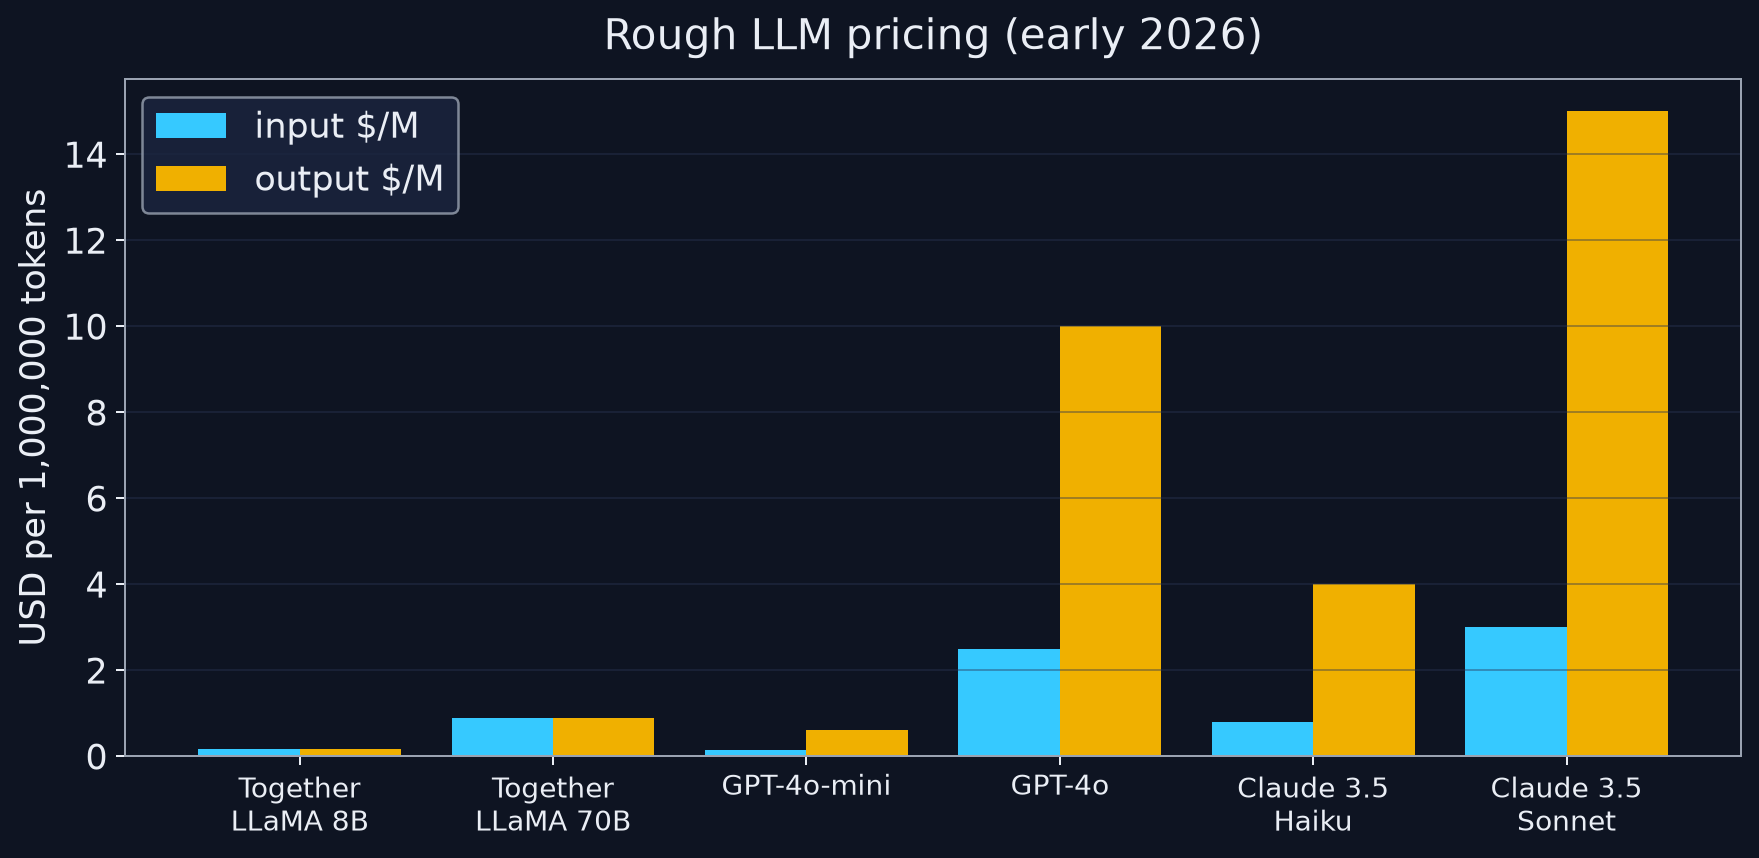 Rough LLM pricing (early 2026)
input $/M
output $/M
USD per 1,000,000 tokens
14
12
10
8
6
4
2
0
Together
LLaMA 8B
Together
LLaMA 70B
GPT-4o-mini
GPT-4o
Claude 3.5
Haiku
Claude 3.5
Sonnet